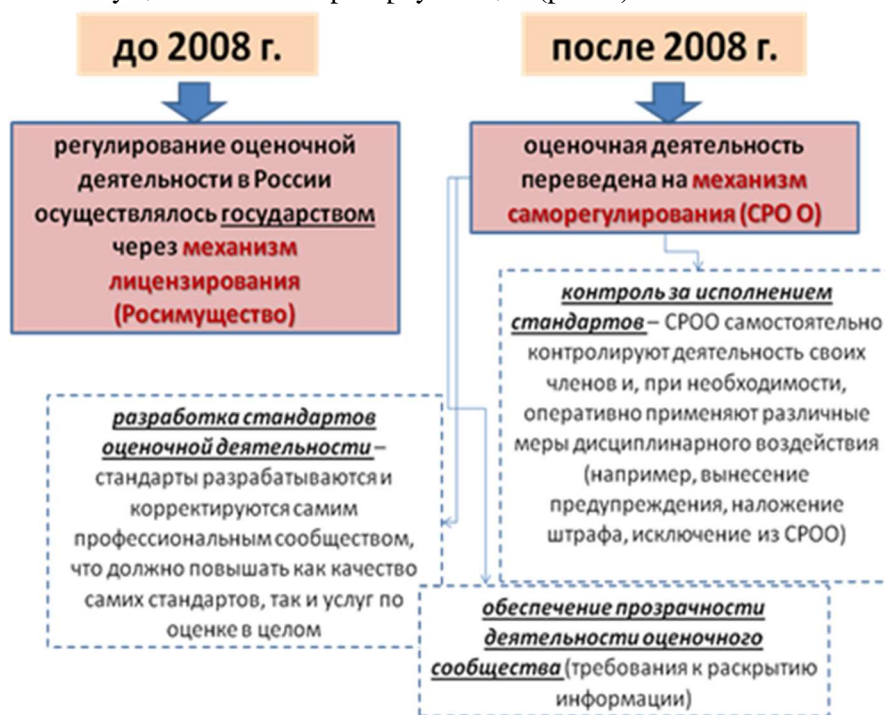 до 2008 г.
регулирование оценочной
деятельности в России
осуществлялось государством
через механизм
лицензирования
(Росимущество)
после 2008 г.
оценочная деятельность
переведена на механизм
саморегулирования (СРО О)
контроль за исполнением
стандартов – СРОО самостоятельно
контролируют деятельность своих
членов и, при необходимости,
оперативно применяют различные
меры дисциплинарного воздействия
(например, вынесение
предупреждения, наложение
штрафа, исключение из СРОО)
разработка стандартов
оценочной деятельности –
стандарты разрабатываются и
корректируются самим
профессиональным сообществом,
что должно повышать как качество
самих стандартов, так и услуг по
оценке в целом
обеспечение прозрачности
деятельности оценочного
сообщества (требования к раскрытию
информации)